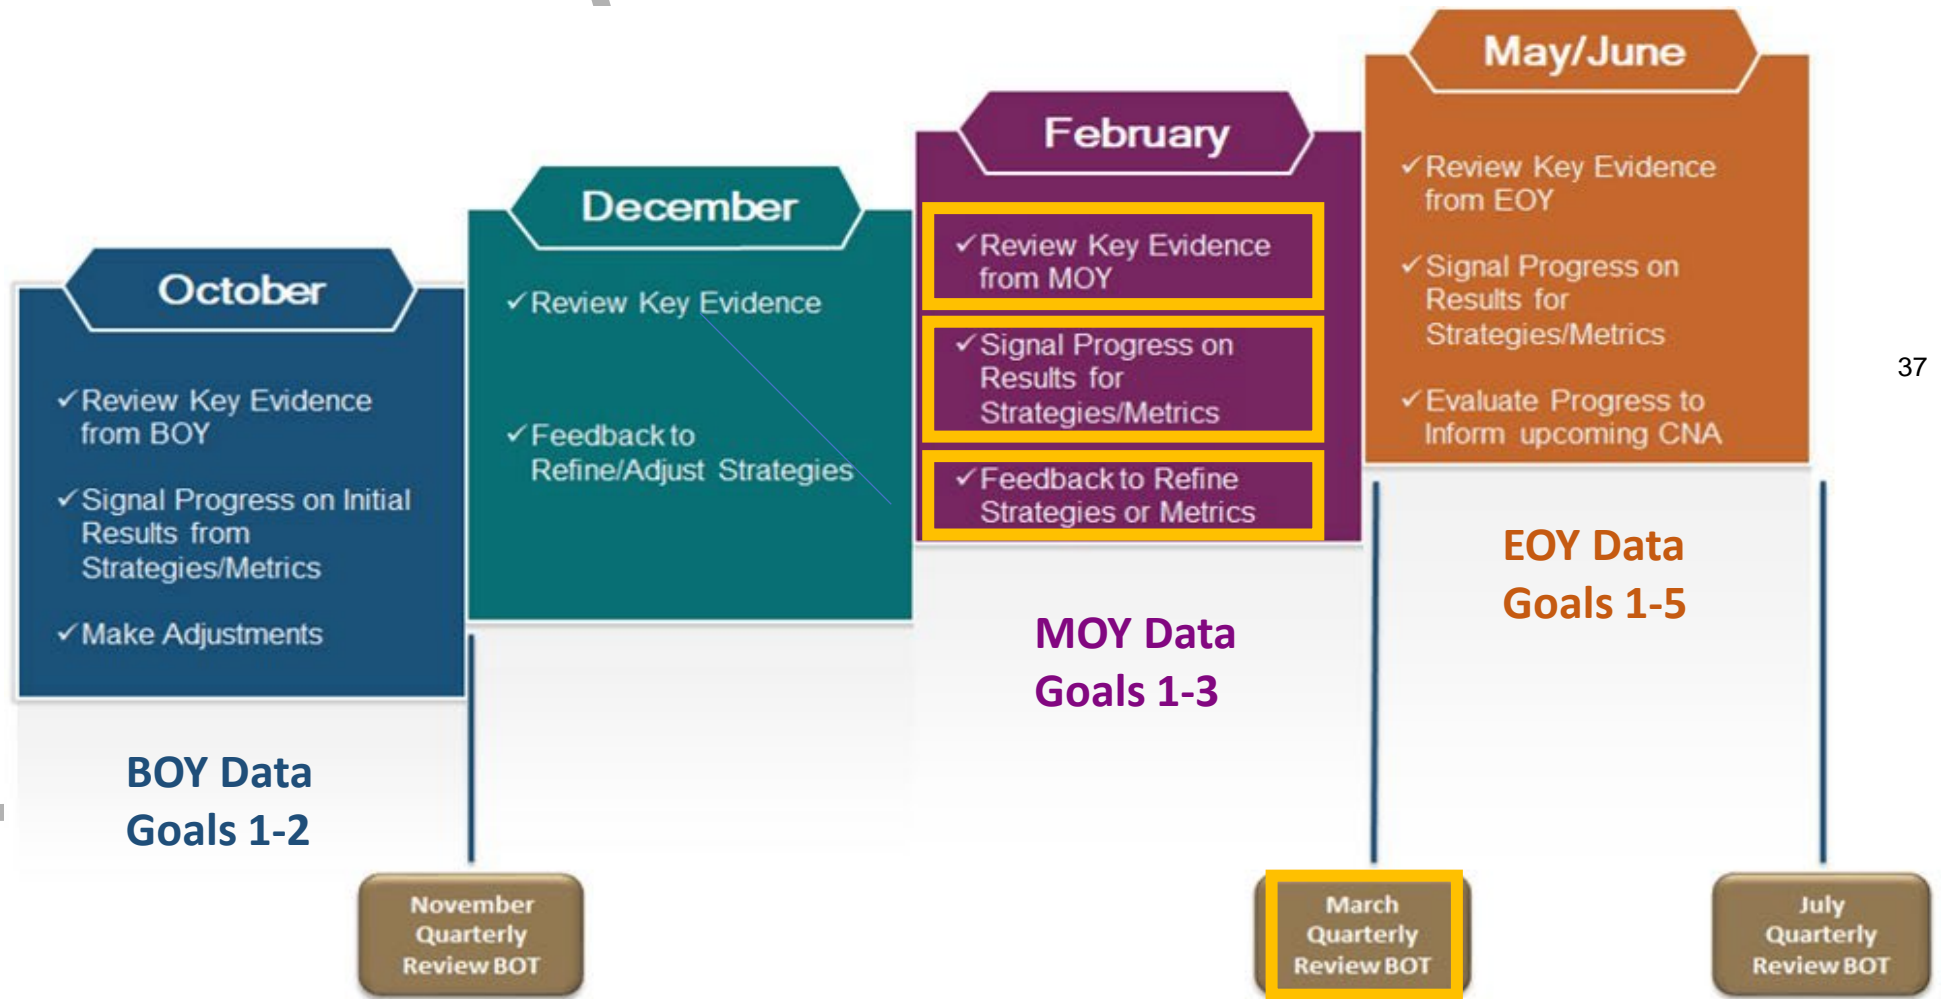 October
✓Review Key Evidence
from BOY
✓Signal Progress on Initial
Results from
Strategies/Metrics
✓Make Adjustments
BOY Data
Goals 1-2
December
✓Review Key Evidence
✓Feedback to
Refine/Adjust Strategies
February
✓Review Key Evidence
from MOY
✓Signal Progress on
Results for
Strategies/Metrics
✓Feedback to Refine
Strategies or Metrics
MOY Data
Goals 1-3
May/June
✓Review Key Evidence
from EOY
✓Signal Progress on
Results for
Strategies/Metrics
✓Evaluate Progress to
Inform upcoming CNA
EOY Data
Goals 1-5
37
November
Quarterly
Review BOT
March
Quarterly
Review BOT
July
Quarterly
Review BOT